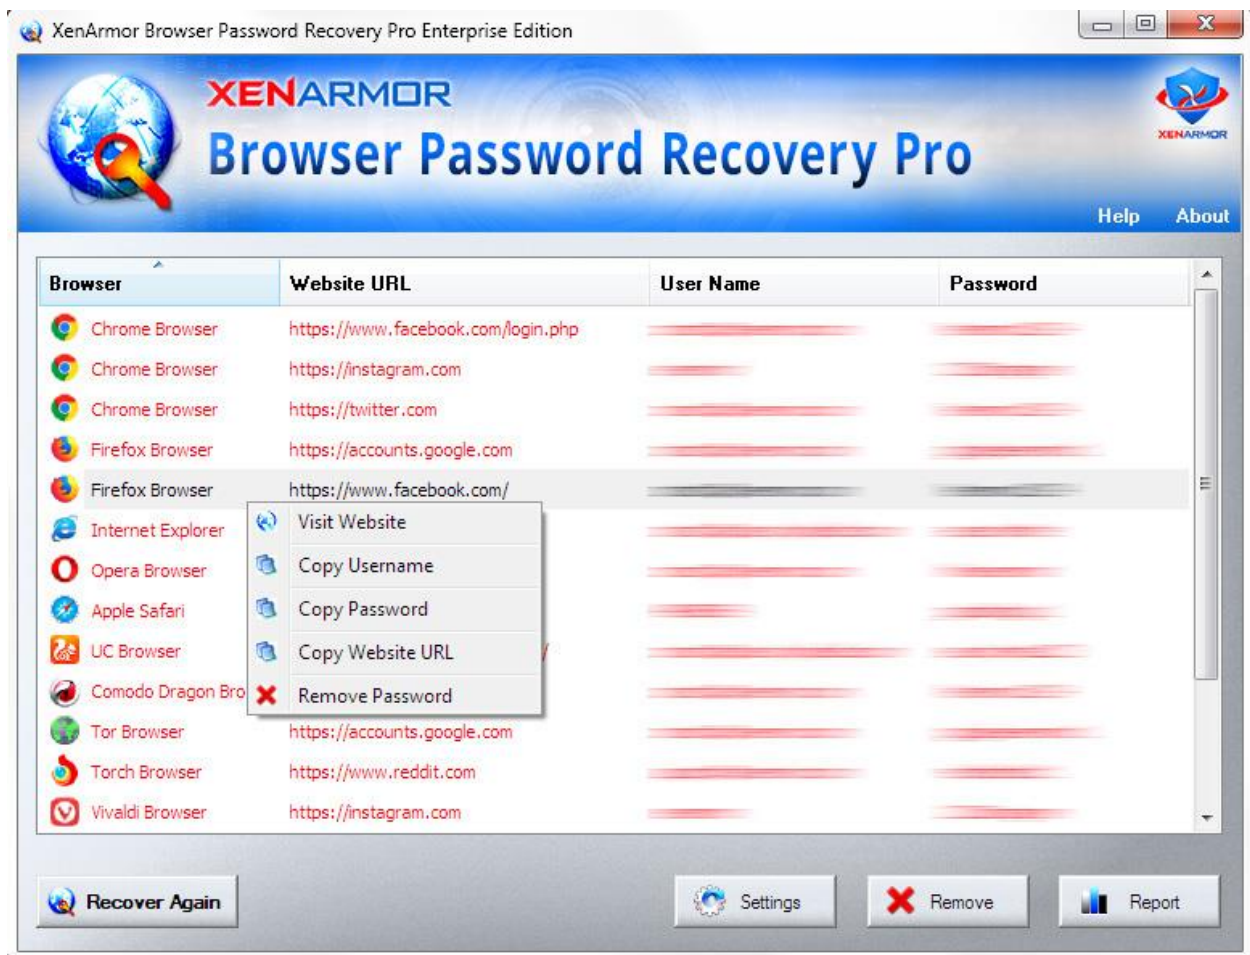 XenArmor Browser Password Recovery Pro Enterprise Edition
XENARMOR
Browser Password Recovery Pro
XENARMOR
Help About
Browser Website URL User Name Password
Chrome Browser https://www.facebook.com/login.php
Chrome Browser https://instagram.com
Chrome Browser https://twitter.com
Firefox Browser https://accounts.google.com
Firefox Browser https://www.facebook.com/
Visit Website
Internet Explorer
Copy Username
Opera Browser
Copy Password
Apple Safari
UC Browser Copy Website URL /
Comodo Dragon Bro Remove Password
Tor Browser https://accounts.google.com
Torch Browser https://www.reddit.com
Vivaldi Browser https://instagram.com
Recover Again Settings Remove Report